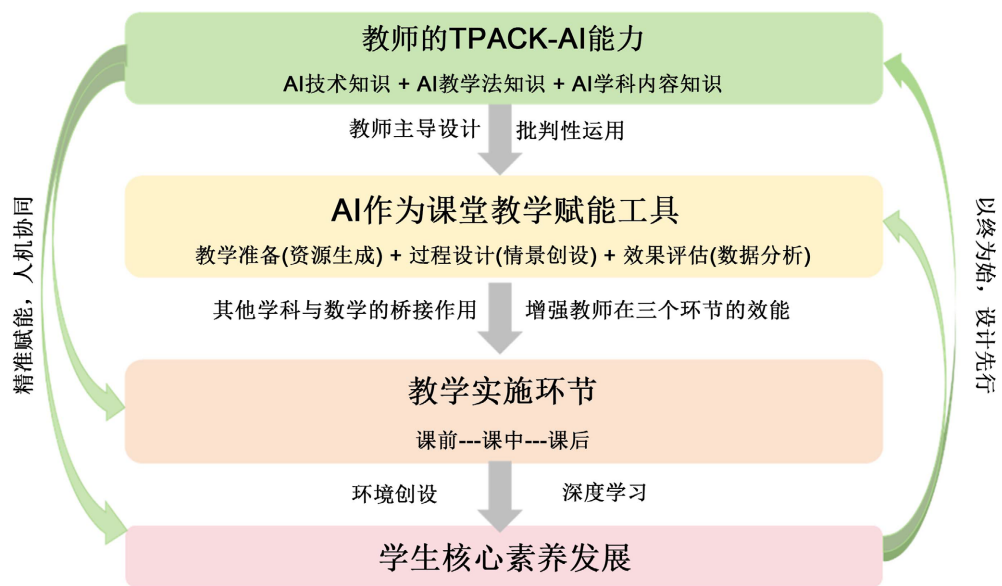 教师的TPACK-AI能力
AI技术知识 + AI教学法知识 + AI学科内容知识
教师主导设计 批判性运用
AI作为课堂教学赋能工具
教学准备(资源生成) + 过程设计(情景创设) + 效果评估(数据分析)
其他学科与数学的桥接作用 增强教师在三个环节的效能
教学实施环节
课前---课中---课后
环境创设 深度学习
学生核心素养发展
精准赋能，人机协同
以终为始，设计先行